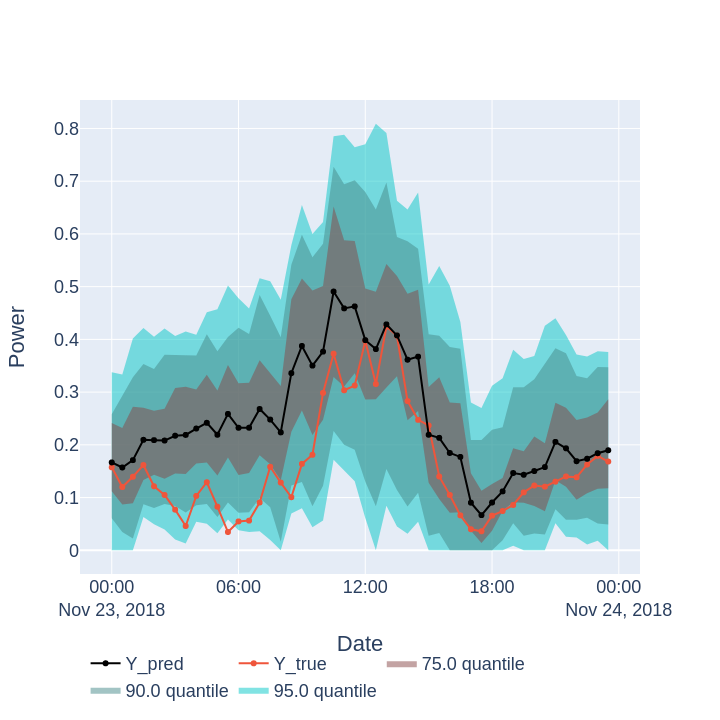 0.8
0.7
0.6
0.5
0.4
0.3
0.2
0.1
0
Power
00:00 06:00 12:00 18:00 00:00
Nov 23, 2018 Nov 24, 2018
Date
Y_pred Y_true 75.0 quantile
90.0 quantile 95.0 quantile